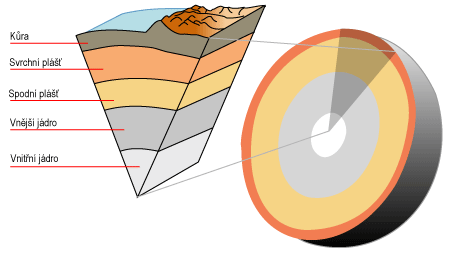 Kůra
Svrchní plášť
Spodní plášť
Vnější jádro
Vnitřní jádro